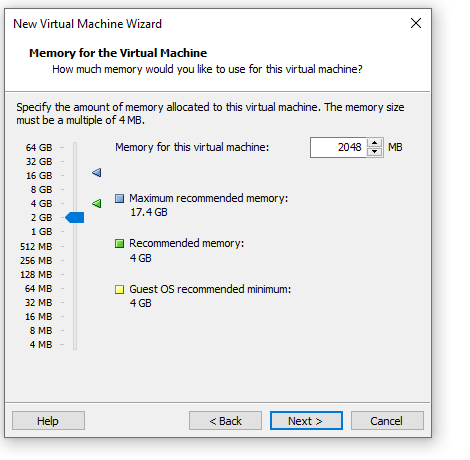 New Virtual Machine Wizard
Memory for the Virtual Machine
How much memory would you like to use for this virtual machine?
Specify the amount of memory allocated to this virtual machine. The memory size
must be a multiple of 4 MB.
64 GB
32 GB
16 GB
8 GB
4 GB
2 GB
1 GB
512 MB
256 MB
128 MB
64 MB
32 MB
16 MB
8 MB
4 MB
Memory for this virtual machine: 2048 MB
Maximum recommended memory:
17.4 GB
Recommended memory:
4 GB
Guest OS recommended minimum:
4 GB
Help < Back Next > Cancel